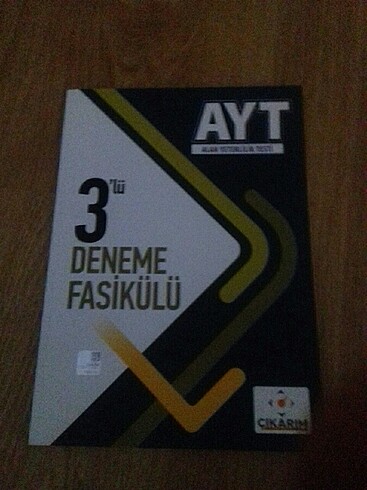 AYT
ALAN YETERLİLİK TESTİ
3'lü
DENEME
FASİKÜLÜ
ÇIKARIM